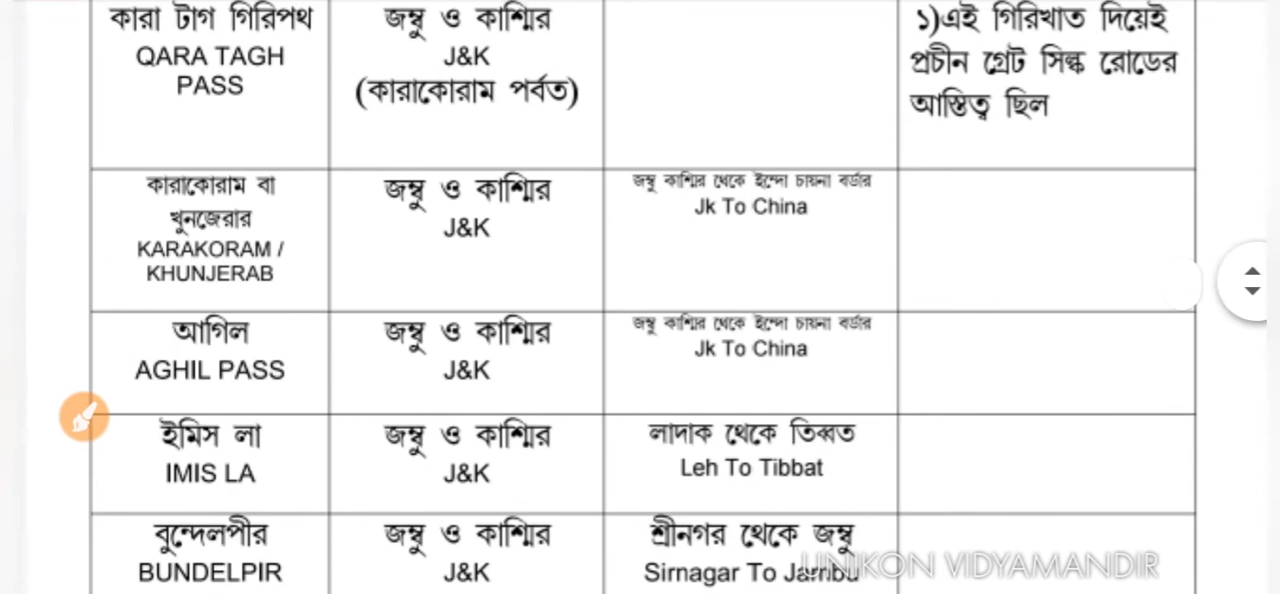 কারা টাগ গিরিপথ
QARA TAGH
PASS
জম্বু ও কাশ্মির
J&K
(কারাকোরাম পর্বত)
১)এই গিরিখাত দিয়েই
প্রচীন গ্রেট সিল্ক রোডের
আস্তিত্ব ছিল
কারাকোরাম বা
খুনজেরার
KARAKORAM /
KHUNJERAB
জম্বু ও কাশ্মির
J&K
জম্বু কাশ্মির থেকে ইন্দো চায়না বর্ডার
Jk To China
আগিল
AGHIL PASS
জম্বু ও কাশ্মির
J&K
জম্বু কাশ্মির থেকে ইন্দো চায়না বর্ডার
Jk To China
ইমিস লা
IMIS LA
জম্বু ও কাশ্মির
J&K
লাদাক থেকে তিব্বত
Leh To Tibbat
বুন্দেলপীর
BUNDELPIR
জম্বু ও কাশ্মির
J&K
শ্রীনগর থেকে জম্বু
Sirnagar To Jambu
UNIKON VIDYAMANDIR